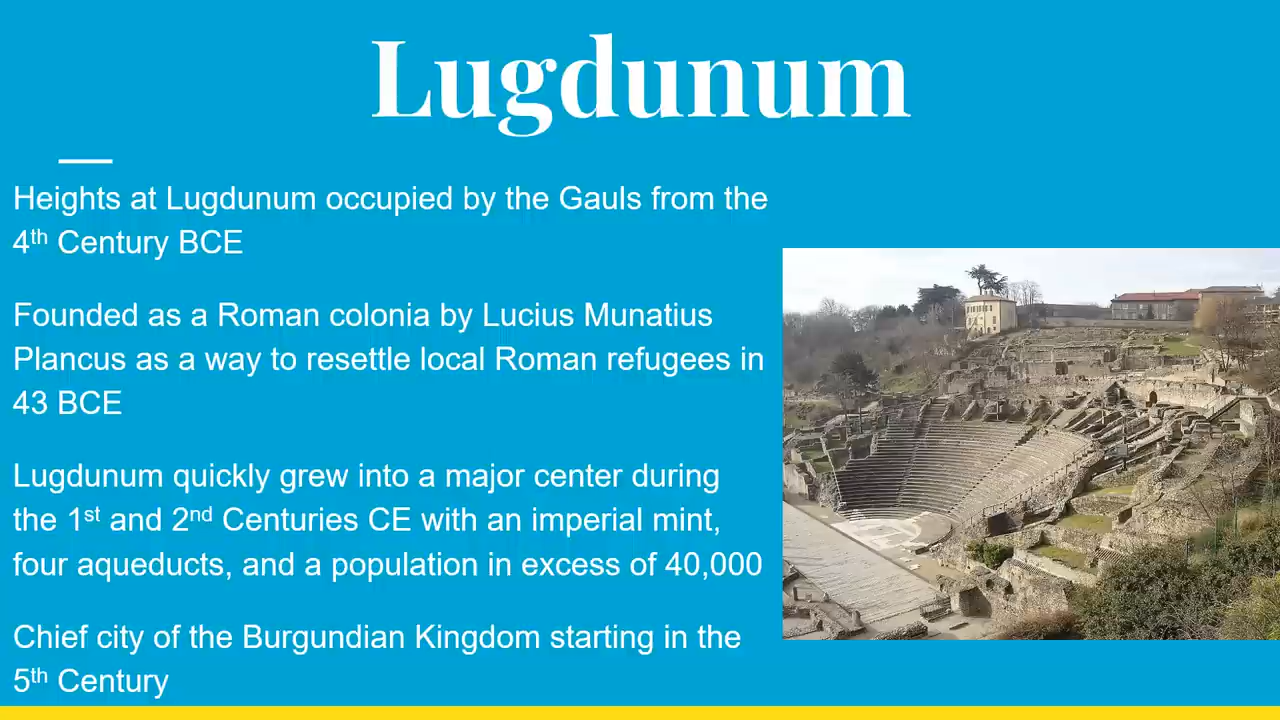 Lugdunum
Heights at Lugdunum occupied by the Gauls from the
4th Century BCE
Founded as a Roman colonia by Lucius Munatius
Plancus as a way to resettle local Roman refugees in
43 BCE
Lugdunum quickly grew into a major center during
the 1st and 2nd Centuries CE with an imperial mint,
four aqueducts, and a population in excess of 40,000
Chief city of the Burgundian Kingdom starting in the
5th Century